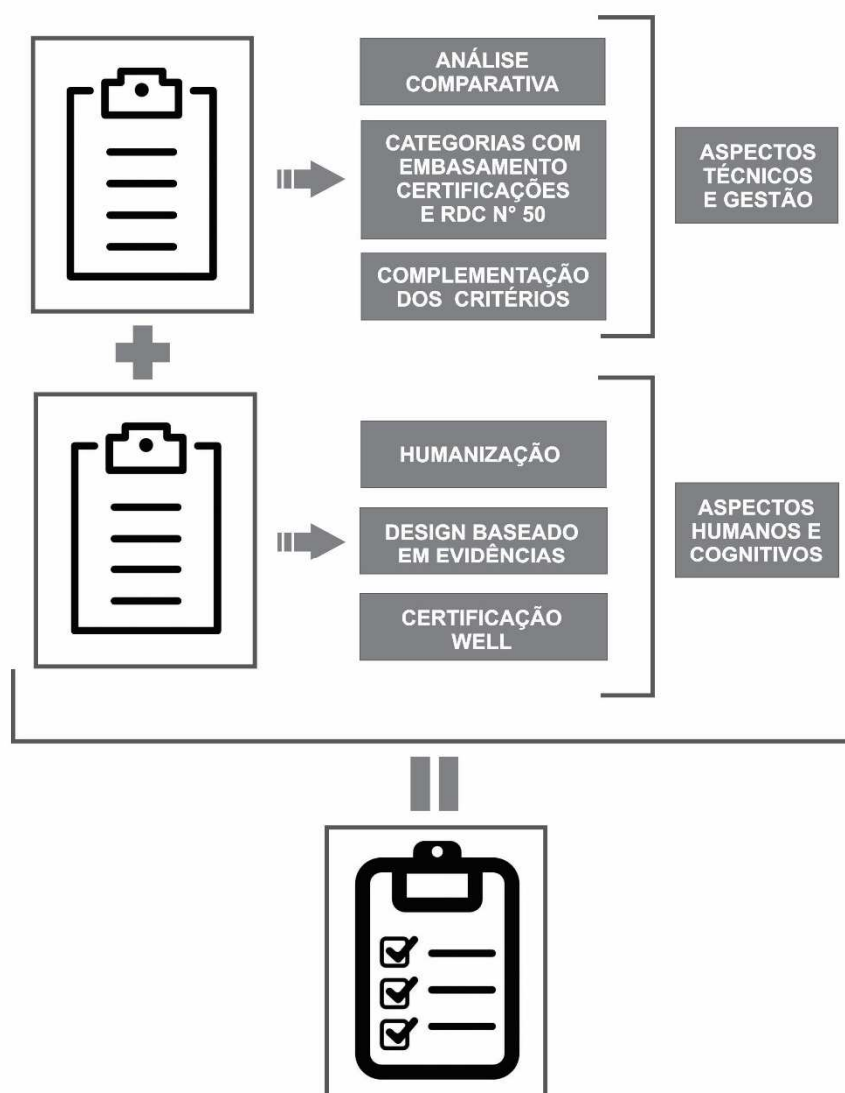 ANÁLISE
COMPARATIVA
CATEGORIAS COM
EMBASAMENTO
CERTIFICAÇÕES
E RDC N° 50
COMPLEMENTAÇÃO
DOS CRITÉRIOS
ASPECTOS
TÉCNICOS
E GESTÃO
HUMANIZAÇÃO
DESIGN BASEADO
EM EVIDÊNCIAS
CERTIFICAÇÃO
WELL
ASPECTOS
HUMANOS E
COGNITIVOS